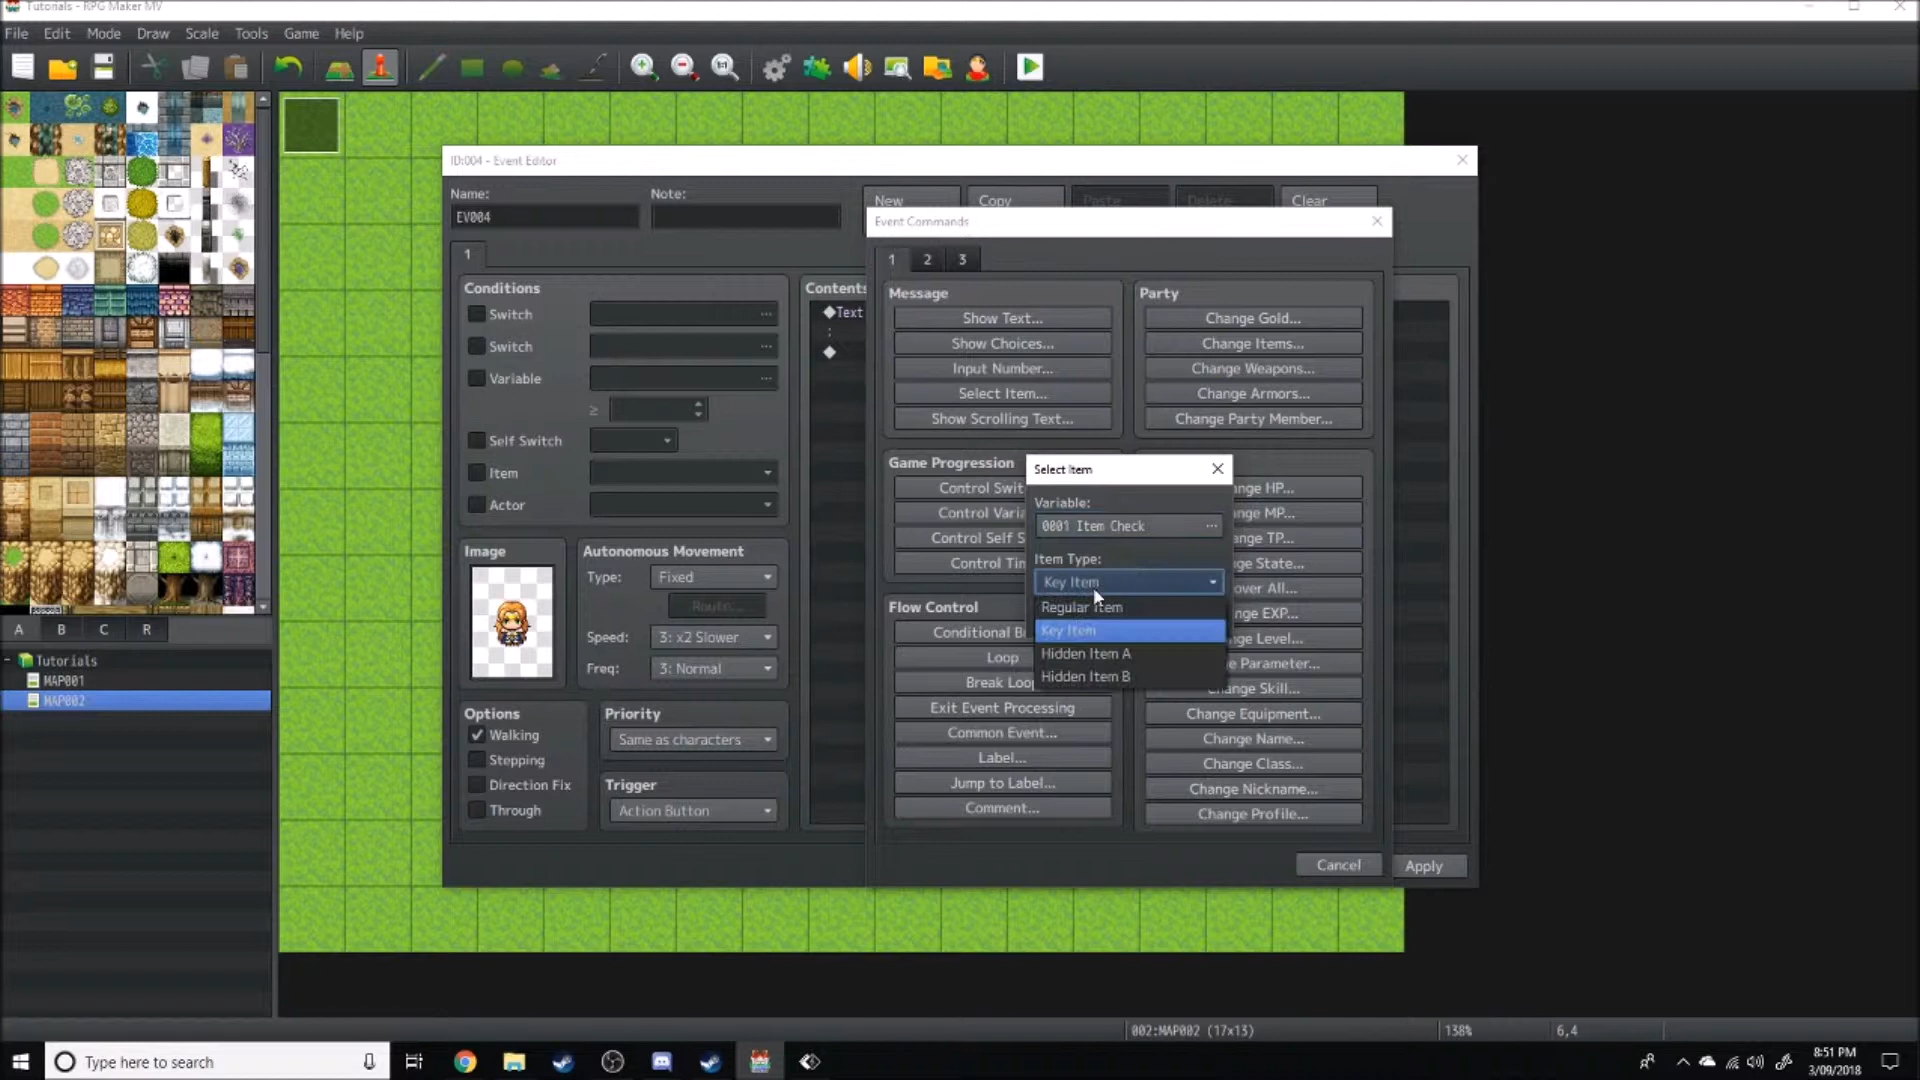 Tutorials - RPG Maker MV
File Edit Mode Draw Scale Tools Game Help
ID:004 - Event Editor
Name:
Note:
EV004
New Copy Paste Delete Clear
Event Commands
1
1 2 3
Conditions
Switch
Switch
Variable
≥
Self Switch
Item
Actor
Contents
◆Text
:
◆
Message
Show Text...
Show Choices...
Input Number...
Select Item...
Show Scrolling Text...
Party
Change Gold...
Change Items...
Change Weapons...
Change Armors...
Change Party Member...
Game Progression
Control Swit
Control Varia
Control Self S
Control Tim
Select Item
Variable:
0001 Item Check
Item Type:
Key Item
Regular Item
Key Item
Hidden Item A
Hidden Item B
nge HP...
nge MP...
ange TP...
nge State...
over All...
nge EXP...
nge Level...
e Parameter...
ange Skill...
Change Equipment...
Change Name...
Change Class...
Change Nickname...
Change Profile...
Flow Control
Conditional B
Loop
Break Loo
Exit Event Processing
Common Event...
Label...
Jump to Label...
Comment...
Image
Autonomous Movement
Type: Fixed
Route...
Speed: 3: x2 Slower
Freq: 3: Normal
Options
Walking
Stepping
Direction Fix
Through
Priority
Same as characters
Trigger
Action Button
Cancel
Apply
A B C R
Tutorials
MAP001
MAP002
002:MAP002 (17x13)
138%
6,4
Type here to search
8:51 PM
3/09/2018